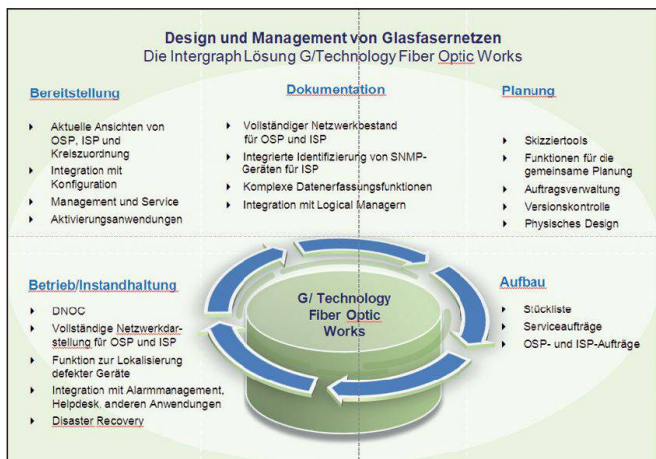 Design und Management von Glasfasernetzen
Die Intergraph Lösung G/Technology Fiber Optic Works
Bereitstellung
Aktuelle Ansichten von
OSP, ISP und
Kreiszuordnung
Integration mit
Konfiguration
Management und Service
Aktivierungsanwendungen
Dokumentation
Vollständiger Netzwerkbestand
für OSP und ISP
Integrierte Identifizierung von SNMP-
Geräten für ISP
Komplexe Datenerfassungsfunktionen
Integration mit Logical Managern
Planung
Skizziertools
Funktionen für die
gemeinsame Planung
Auftragsverwaltung
Versionskontrolle
Physisches Design
Betrieb/Instandhaltung
DNOC
Vollständige Netzwerkdar-
stellung für OSP und ISP
Funktion zur Lokalisierung
defekter Geräte
Integration mit Alarmmanagement,
Helpdesk, anderen Anwendungen
Disaster Recovery
G/ Technology
Fiber Optic
Works
Aufbau
Stückliste
Serviceaufträge
OSP- und ISP-Aufträge